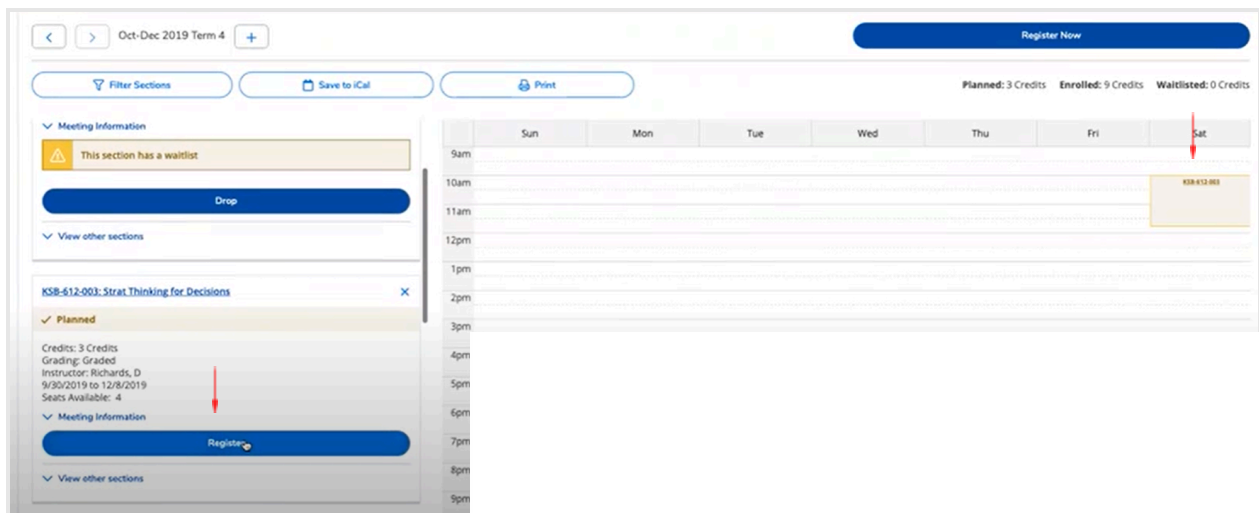 Oct-Dec 2019 Term 4
Register Now
Filter Sections
Save to iCal
Print
Planned: 3 Credits Enrolled: 9 Credits Waitlisted: 0 Credits
Meeting Information
This section has a waitlist
Drop
View other sections
KSB-612-003: Strat Thinking for Decisions
Planned
Credits: 3 Credits
Grading: Graded
Instructor: Richards, D
9/30/2019 to 12/8/2019
Seats Available: 4
Meeting Information
Register
View other sections
Sun Mon Tue Wed Thu Fri Sat
9am
10am
KSB-612-003
11am
12pm
1pm
2pm
3pm
4pm
5pm
6pm
7pm
8pm
9pm